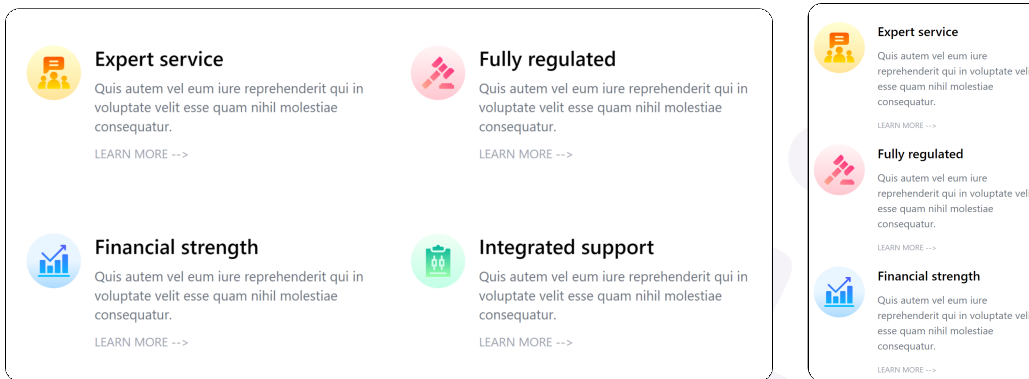 Expert service
Quis autem vel eum iure reprehenderit qui in
voluptate velit esse quam nihil molestiae
consequatur.
LEARN MORE -->
Fully regulated
Quis autem vel eum iure reprehenderit qui in
voluptate velit esse quam nihil molestiae
consequatur.
LEARN MORE -->
Financial strength
Quis autem vel eum iure reprehenderit qui in
voluptate velit esse quam nihil molestiae
consequatur.
LEARN MORE -->
Integrated support
Quis autem vel eum iure reprehenderit qui in
voluptate velit esse quam nihil molestiae
consequatur.
LEARN MORE -->
Expert service
Quis autem vel eum iure
reprehenderit qui in voluptate veli
esse quam nihil molestiae
consequatur.
LEARN MORE -->
Fully regulated
Quis autem vel eum iure
reprehenderit qui in voluptate veli
esse quam nihil molestiae
consequatur.
LEARN MORE -->
Financial strength
Quis autem vel eum iure
reprehenderit qui in voluptate veli
esse quam nihil molestiae
consequatur.
LEARN MORE -->